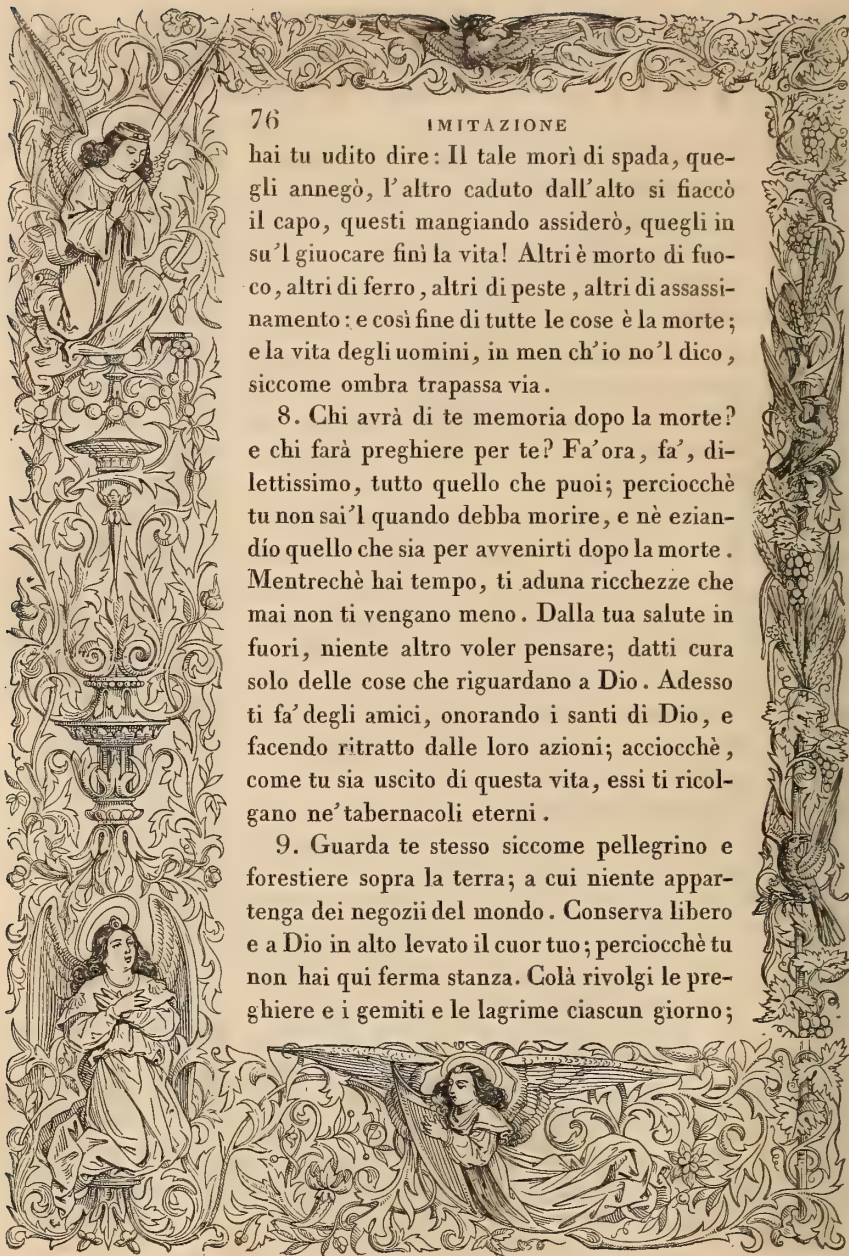 76 IMITAZIONE
hai tu udito dire: Il tale morì di spada, que-
gli annegò, l'altro caduto dall'alto si fiaccò
il capo, questi mangiando assiderò, quegli in
su'l giuocare finì la vita! Altri è morto di fuo-
co, altri di ferro, altri di peste, altri di assassi-
namento: e così fine di tutte le cose è la morte;
e la vita degli uomini, in men ch'io no'l dico,
siccome ombra trapassa via.
8. Chi avrà di te memoria dopo la morte?
e chi farà preghiere per te? Fa'ora, fa', di-
lettissimo, tutto quello che puoi; perciocchè
tu non sai'l quando debba morire, e nè ezian-
dío quello che sia per avvenirti dopo la morte.
Mentrechè hai tempo, ti aduna ricchezze che
mai non ti vengano meno. Dalla tua salute in
fuori, niente altro voler pensare; datti cura
solo delle cose che riguardano a Dio. Adesso
ti fa'degli amici, onorando i santi di Dio, e
facendo ritratto dalle loro azioni; acciocchè,
come tu sia uscito di questa vita, essi ti ricol-
gano ne'tabernacoli eterni.
9. Guarda te stesso siccome pellegrino e
forestiere sopra la terra; a cui niente appar-
tenga dei negozii del mondo. Conserva libero
e a Dio in alto levato il cuor tuo; perciocchè tu
non hai qui ferma stanza. Colà rivolgi le pre-
ghiere e i gemiti e le lagrime ciascun giorno;